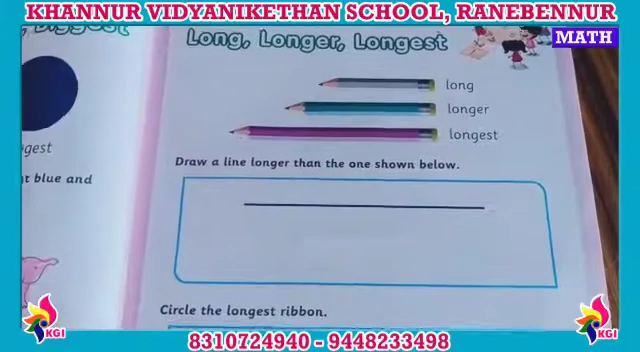 KHANNUR VIDYANIKETHAN SCHOOL, RANEBENNUR
MATH
Long, Longer, Longest
long
longer
longest
gest
Draw a line longer than the one shown below.
t blue and
Circle the longest ribbon.
KGI
KGI
8310724940 - 9448233498